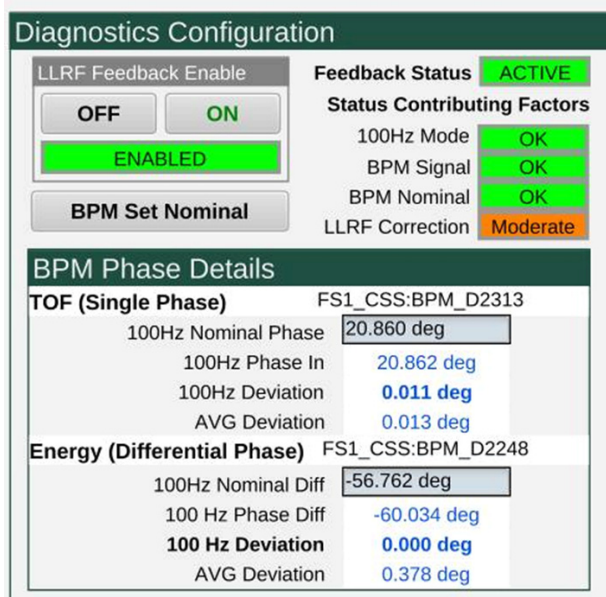 Diagnostics Configuration
LLRF Feedback Enable
OFF ON
ENABLED
BPM Set Nominal
Feedback Status ACTIVE
Status Contributing Factors
100Hz Mode OK
BPM Signal OK
BPM Nominal OK
LLRF Correction Moderate
BPM Phase Details
TOF (Single Phase) FS1_CSS:BPM_D2313
100Hz Nominal Phase 20.860 deg
100Hz Phase In 20.862 deg
100Hz Deviation 0.011 deg
AVG Deviation 0.013 deg
Energy (Differential Phase) FS1_CSS:BPM_D2248
100Hz Nominal Diff -56.762 deg
100 Hz Phase Diff -60.034 deg
100 Hz Deviation 0.000 deg
AVG Deviation 0.378 deg